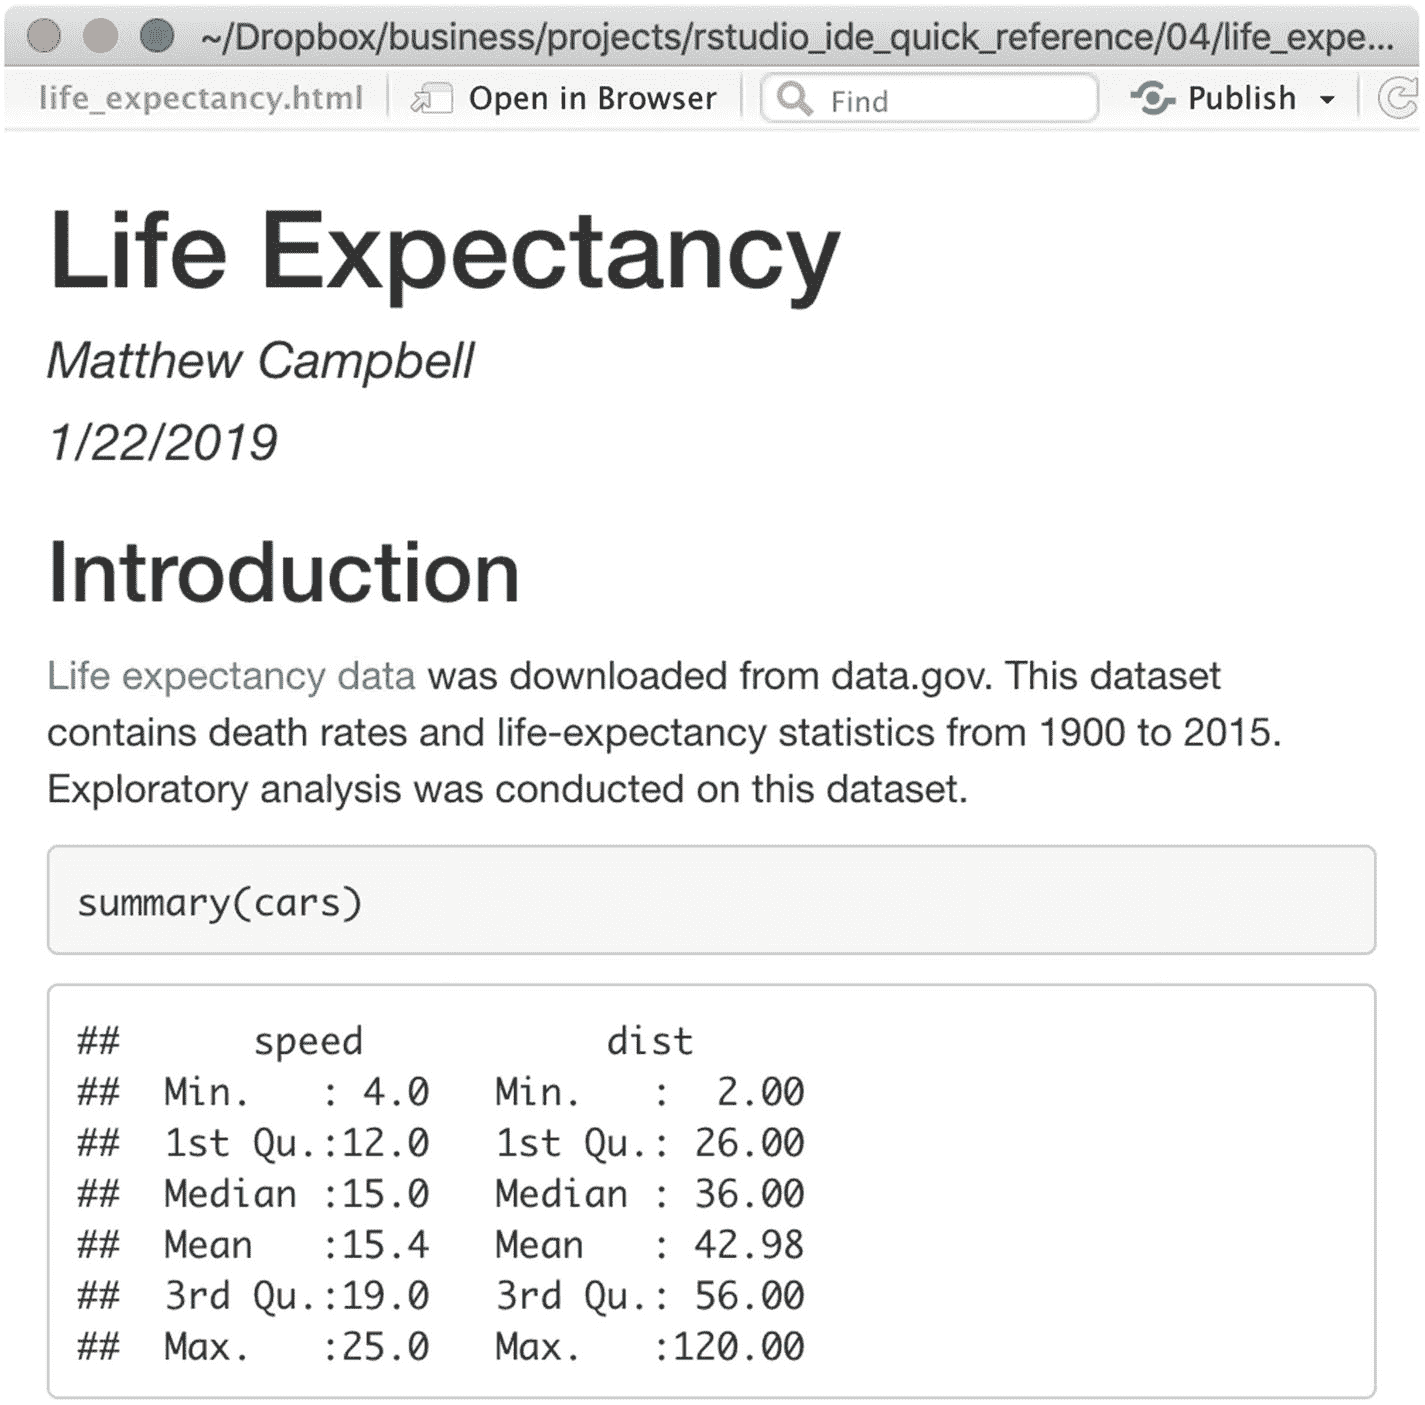 ~/Dropbox/business/projects/rstudio_ide_quick_reference/04/life_expe...
life_expectancy.html Open in Browser Find Publish
Life Expectancy
Matthew Campbell
1/22/2019
Introduction
Life expectancy data was downloaded from data.gov. This dataset
contains death rates and life-expectancy statistics from 1900 to 2015.
Exploratory analysis was conducted on this dataset.
summary(cars)
##      speed           dist
##  Min.   : 4.0   Min.   :  2.00
##  1st Qu.:12.0   1st Qu.: 26.00
##  Median :15.0   Median : 36.00
##  Mean   :15.4   Mean   : 42.98
##  3rd Qu.:19.0   3rd Qu.: 56.00
##  Max.   :25.0   Max.   :120.00